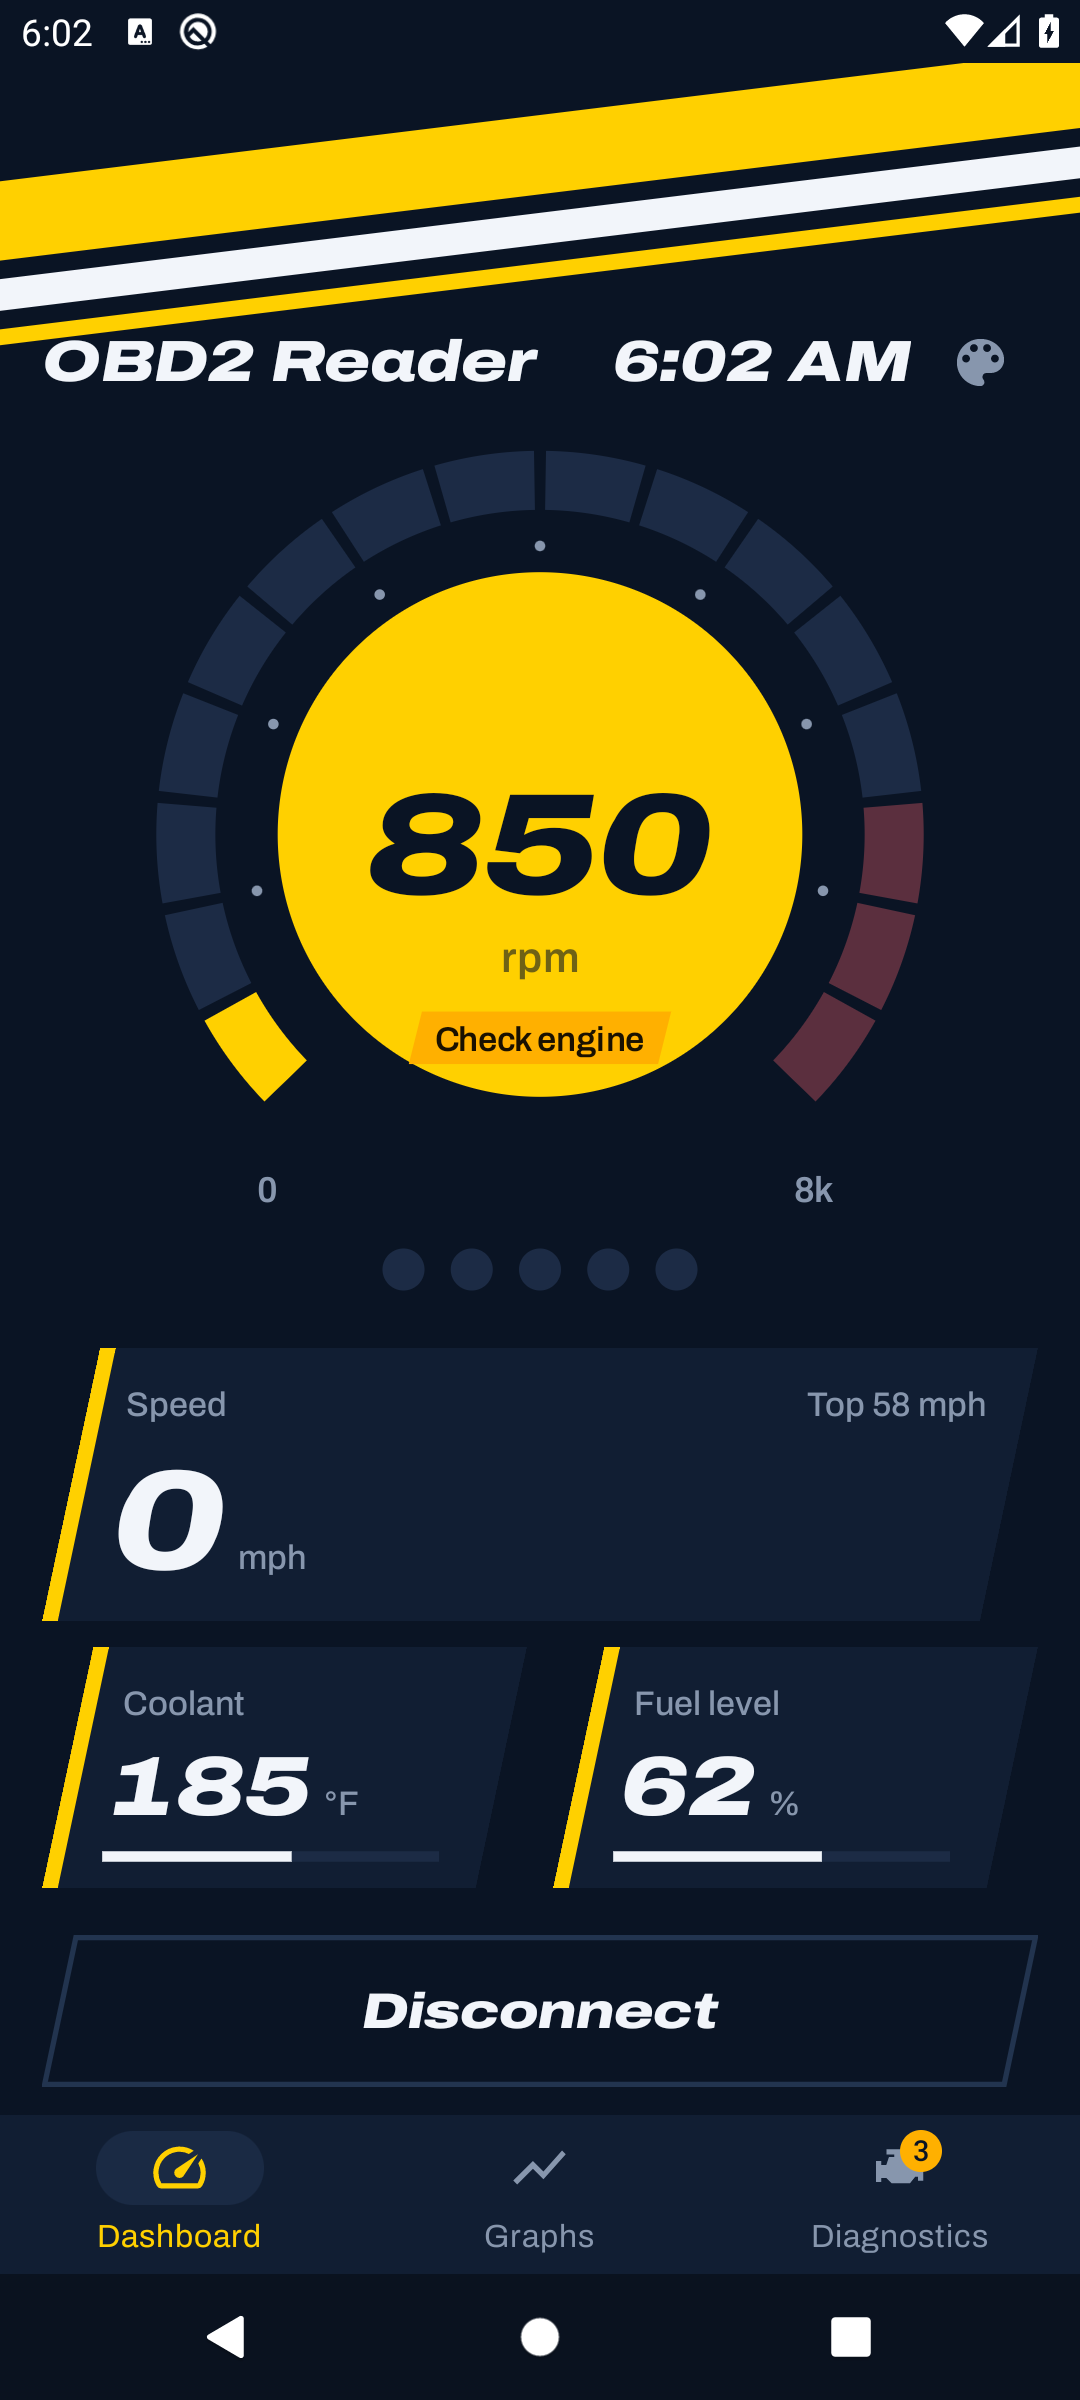 6:02
OBD2 Reader 6:02 AM
850
rpm
Check engine
0 8k
Speed Top 58 mph
0 mph
Coolant Fuel level
185 °F 62 %
Disconnect
3
Dashboard Graphs Diagnostics